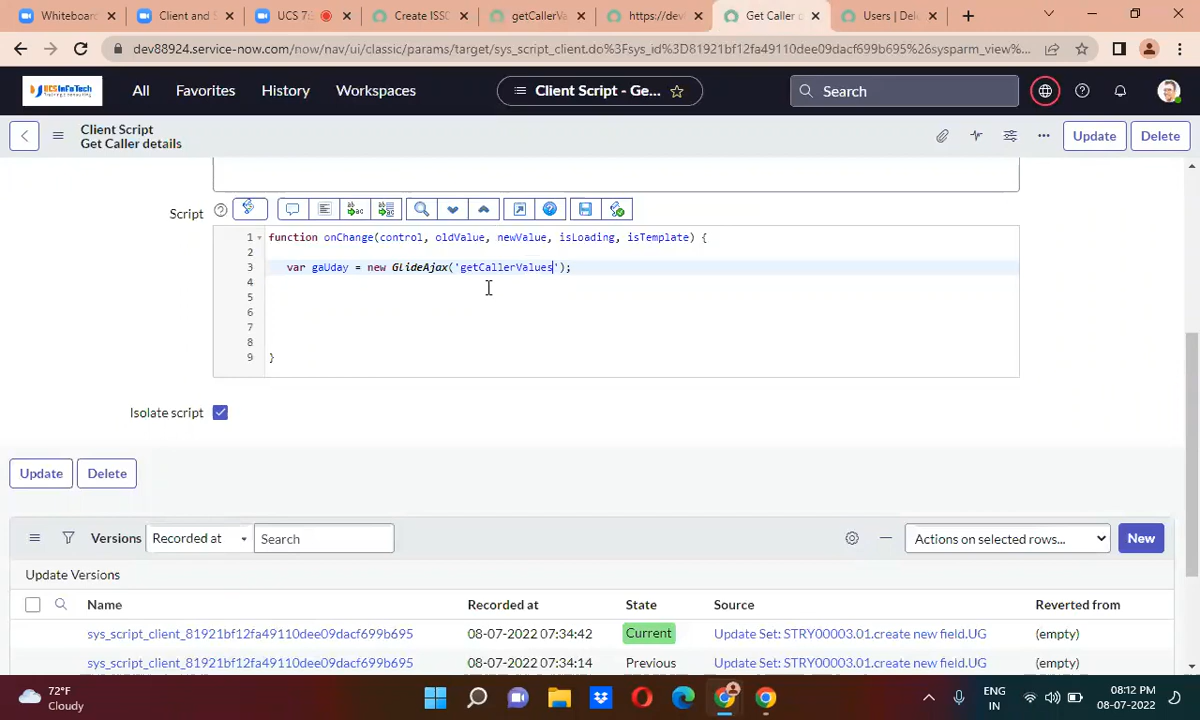 Whiteboard
Client and S
UCS 7:
Create ISSC
getCallerVa
https://dev
Get Caller d
Users | Del
dev88924.service-now.com/now/nav/ui/classic/params/target/sys_script_client.do%3Fsys_id%3D81921bf12fa49110dee09dacf699b695%26sysparm_view%...
UCSInfoTech
All
Favorites
History
Workspaces
Client Script - Ge...
Search
Client Script
Get Caller details
Update
Delete
Script
1 function onChange(control, oldValue, newValue, isLoading, isTemplate) {
2
3 var gaUday = new GlideAjax('getCallerValues');
4
5
6
7
8
9 }
Isolate script
Update
Delete
Versions
Recorded at
Search
Actions on selected rows...
New
Update Versions
Name
Recorded at
State
Source
Reverted from
sys_script_client_81921bf12fa49110dee09dacf699b695
08-07-2022 07:34:42
Current
Update Set: STRY00003.01.create new field.UG
(empty)
sys_script_client_81921bf12fa49110dee09dacf699b695
08-07-2022 07:34:14
Previous
Update Set: STRY00003.01.create new field.UG
(empty)
72°F
Cloudy
ENG
IN
08:12 PM
08-07-2022